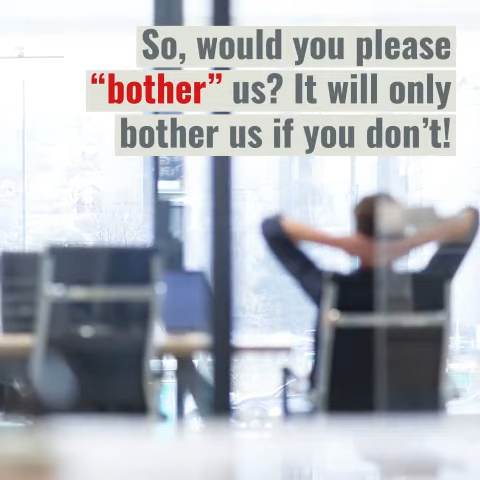 So, would you please
“bother” us? It will only
bother us if you don’t!